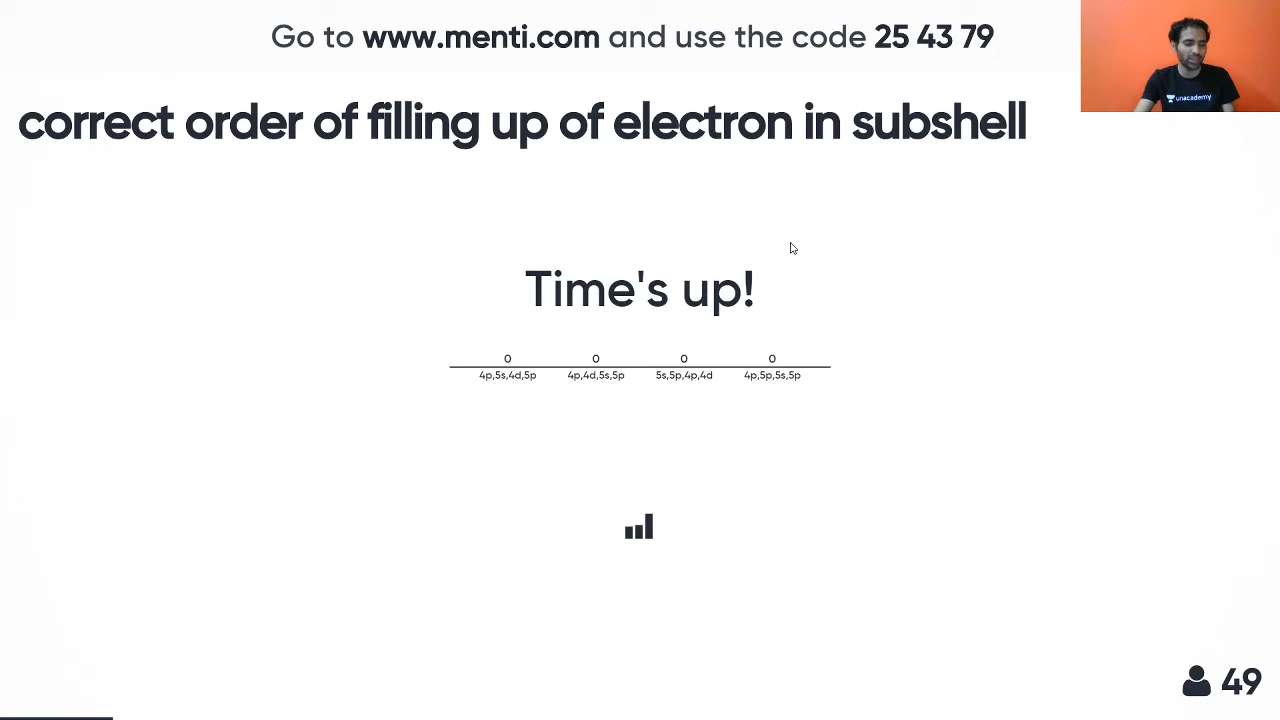 Go to www.menti.com and use the code 25 43 79
unacademy
correct order of filling up of electron in subshell
Time's up!
0 0 0 0
4p,5s,4d,5p 4p,4d,5s,5p 5s,5p,4p,4d 4p,5p,5s,5p
49